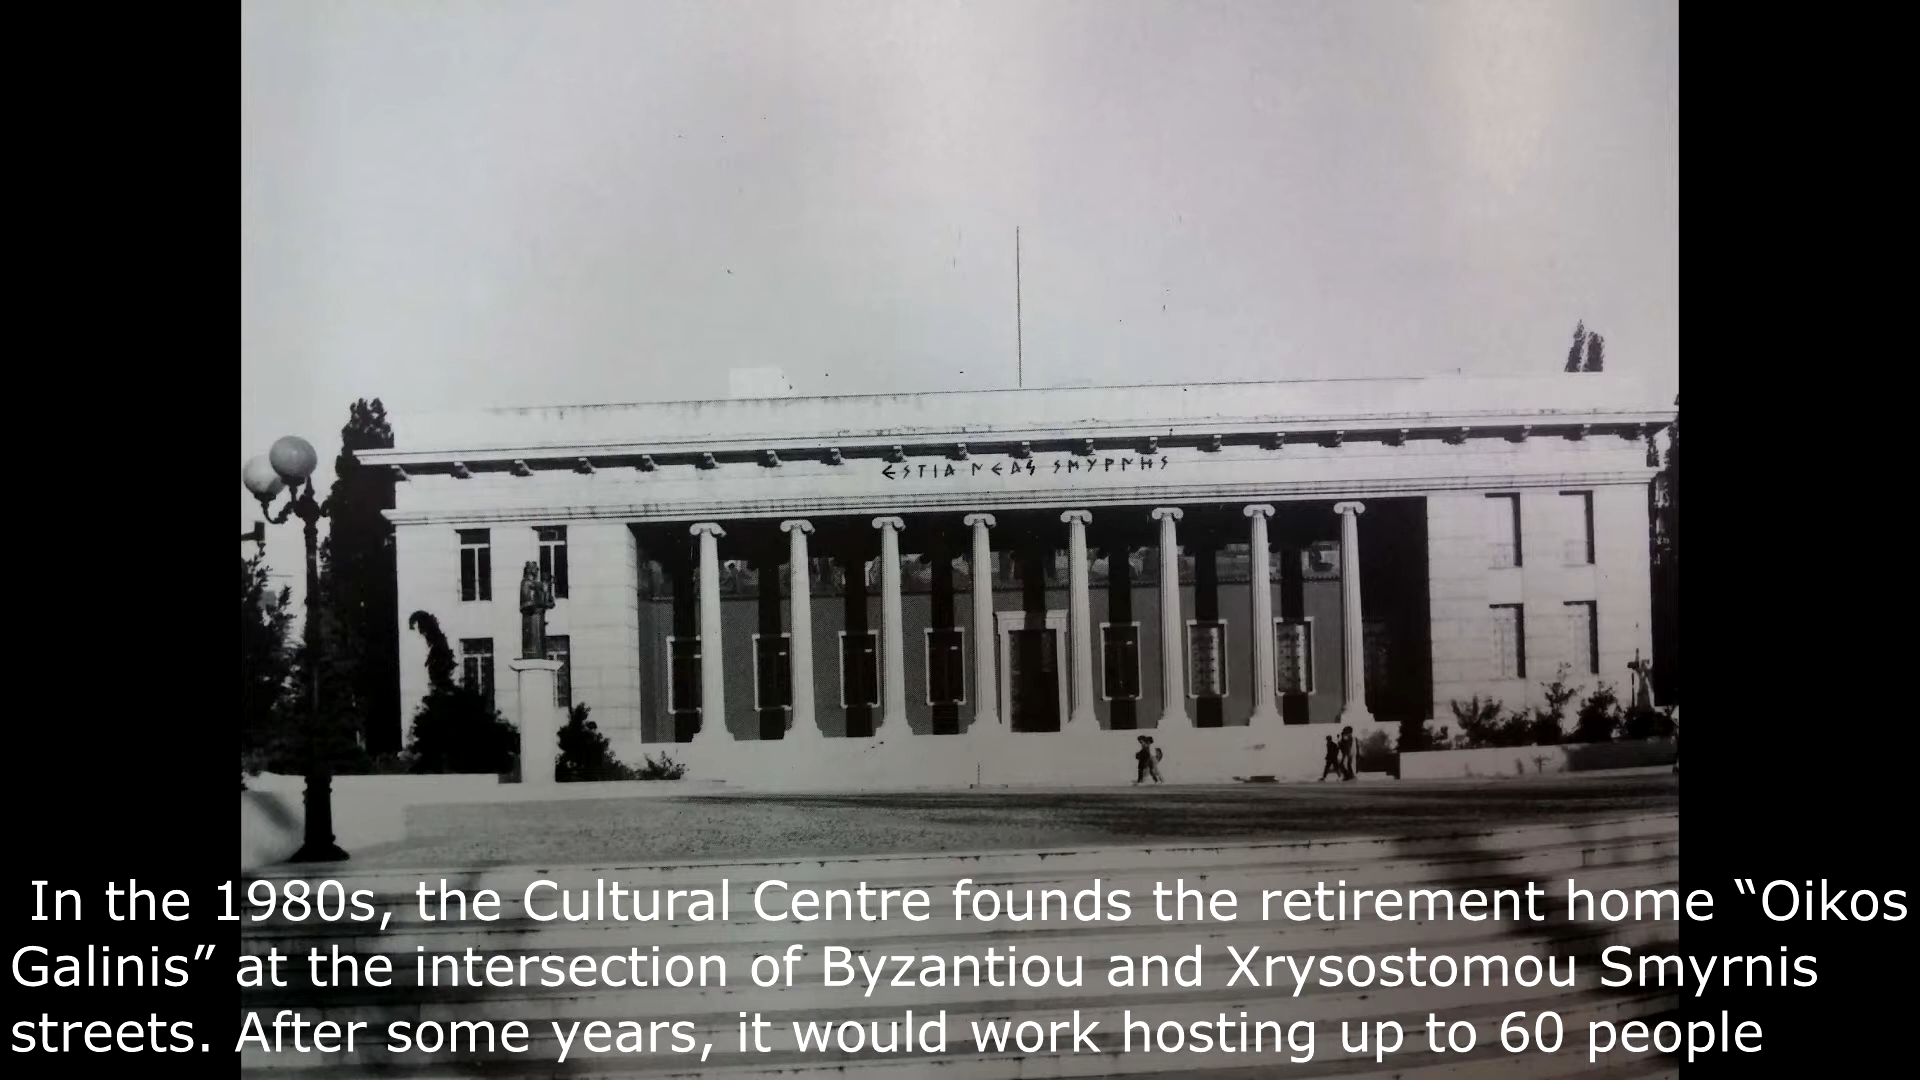 ΕΣΤΙΑ ΝΕΑΣ ΣΜΥΡΝΗΣ
In the 1980s, the Cultural Centre founds the retirement home “Oikos
Galinis” at the intersection of Byzantiou and Xrysostomou Smyrnis
streets. After some years, it would work hosting up to 60 people